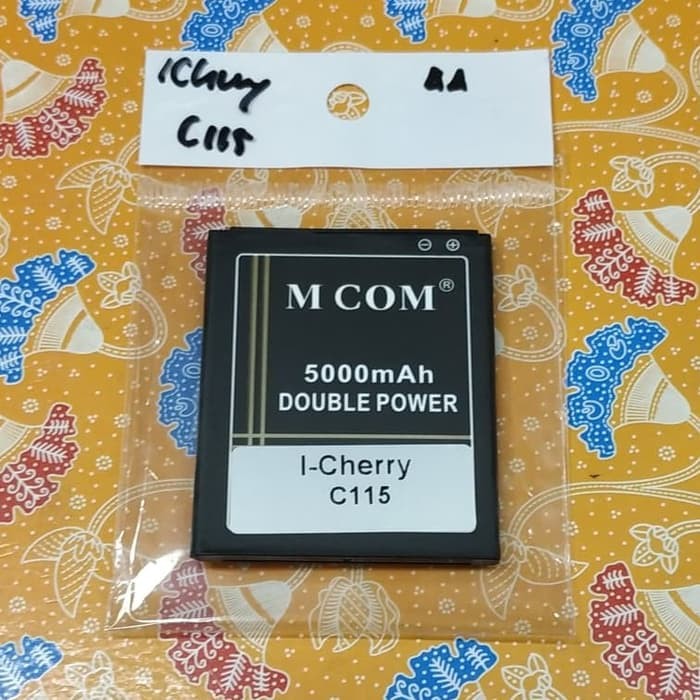 ICherry AA
C115
⊖ ⊕
M COM®
5000mAh
DOUBLE POWER
I-Cherry
C115